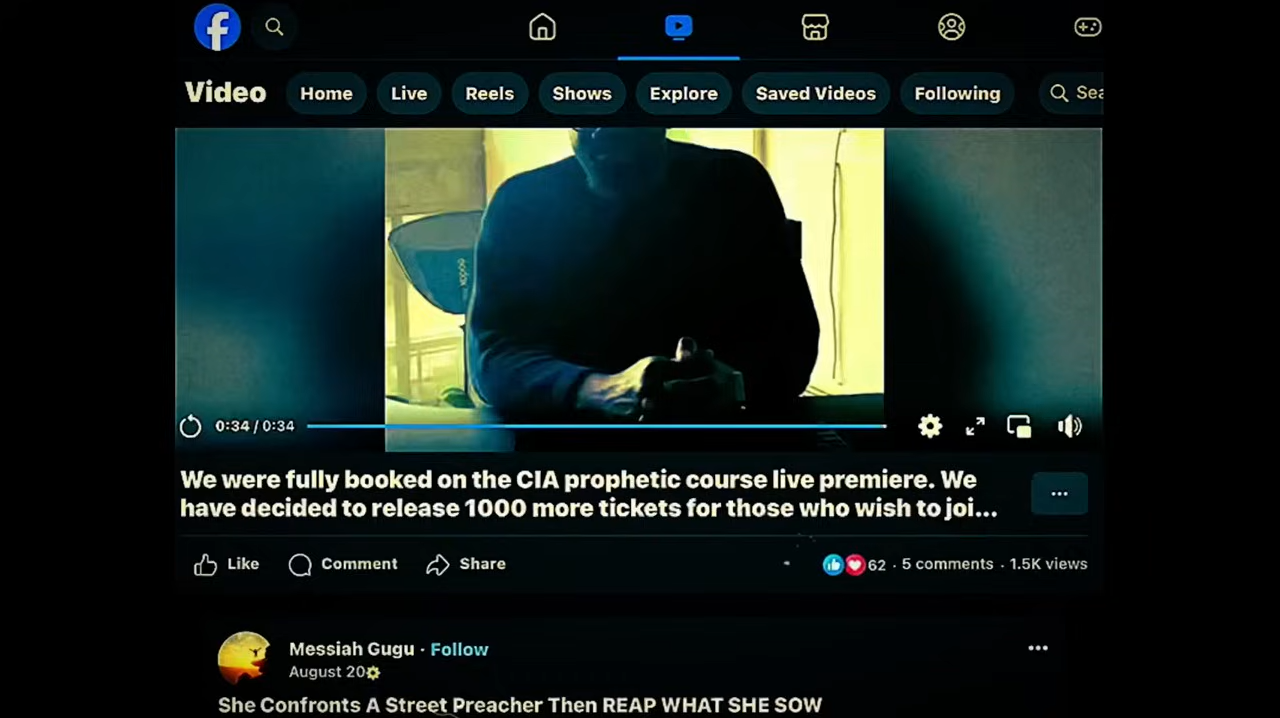 Video
Home
Live
Reels
Shows
Explore
Saved Videos
Following
Sea
godox
0:34 / 0:34
We were fully booked on the CIA prophetic course live premiere. We
have decided to release 1000 more tickets for those who wish to joi...
Like
Comment
Share
62 · 5 comments · 1.5K views
Messiah Gugu · Follow
August 20
She Confronts A Street Preacher Then REAP WHAT SHE SOW